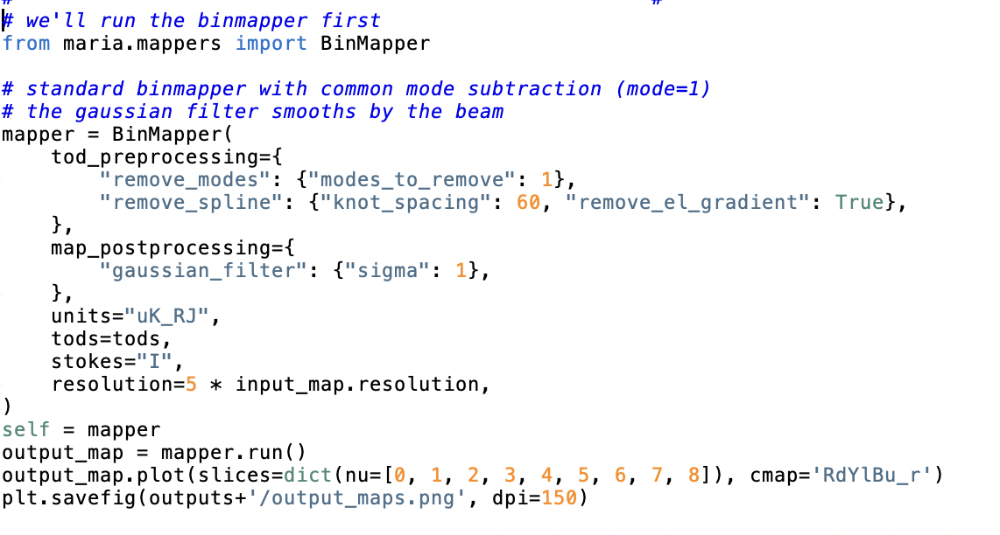 # we'll run the binmapper first
from maria.mappers import BinMapper

# standard binmapper with common mode subtraction (mode=1)
# the gaussian filter smooths by the beam
mapper = BinMapper(
    tod_preprocessing={
        "remove_modes": {"modes_to_remove": 1},
        "remove_spline": {"knot_spacing": 60, "remove_el_gradient": True},
    },
    map_postprocessing={
        "gaussian_filter": {"sigma": 1},
    },
    units="uK_RJ",
    tods=tods,
    stokes="I",
    resolution=5 * input_map.resolution,
)
self = mapper
output_map = mapper.run()
output_map.plot(slices=dict(nu=[0, 1, 2, 3, 4, 5, 6, 7, 8]), cmap='RdYlBu_r')
plt.savefig(outputs+'/output_maps.png', dpi=150)